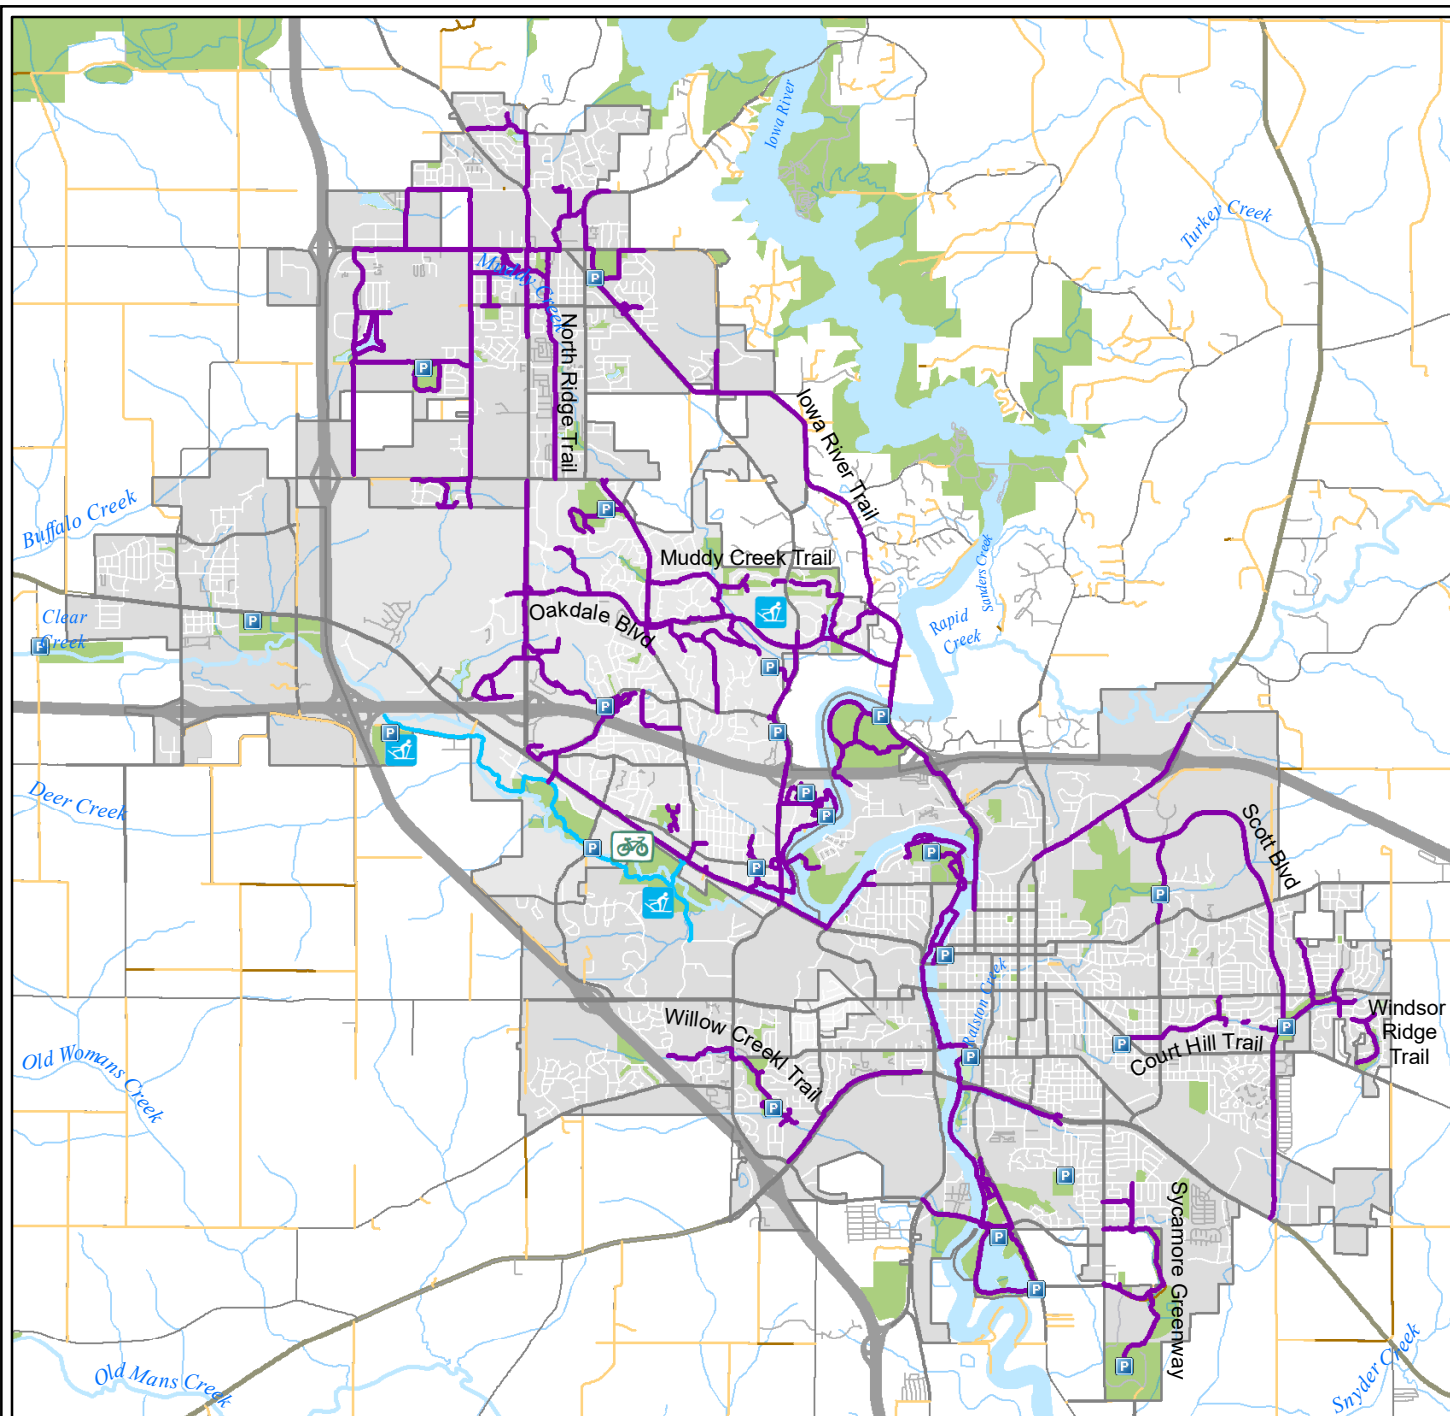 Iowa River
Turkey Creek
Muddy Creek
P
North Ridge Trail
P
Iowa River Trail
Buffalo Creek
P
Sanders Creek
Muddy Creek Trail
Oakdale Blvd
Clear
Creek
P
P
Rapid
Creek
P
P
P
P
P
Deer Creek
P
P
Scott Blvd
P
P
P
P
P
Ralston Creek
Willow Creekl Trail
Windsor
Ridge
Trail
P
Court Hill Trail
P
P
Old Womans Creek
P
P
Sycamore Greenway
P
P
P
Old Mans Creek
Snyder Creek